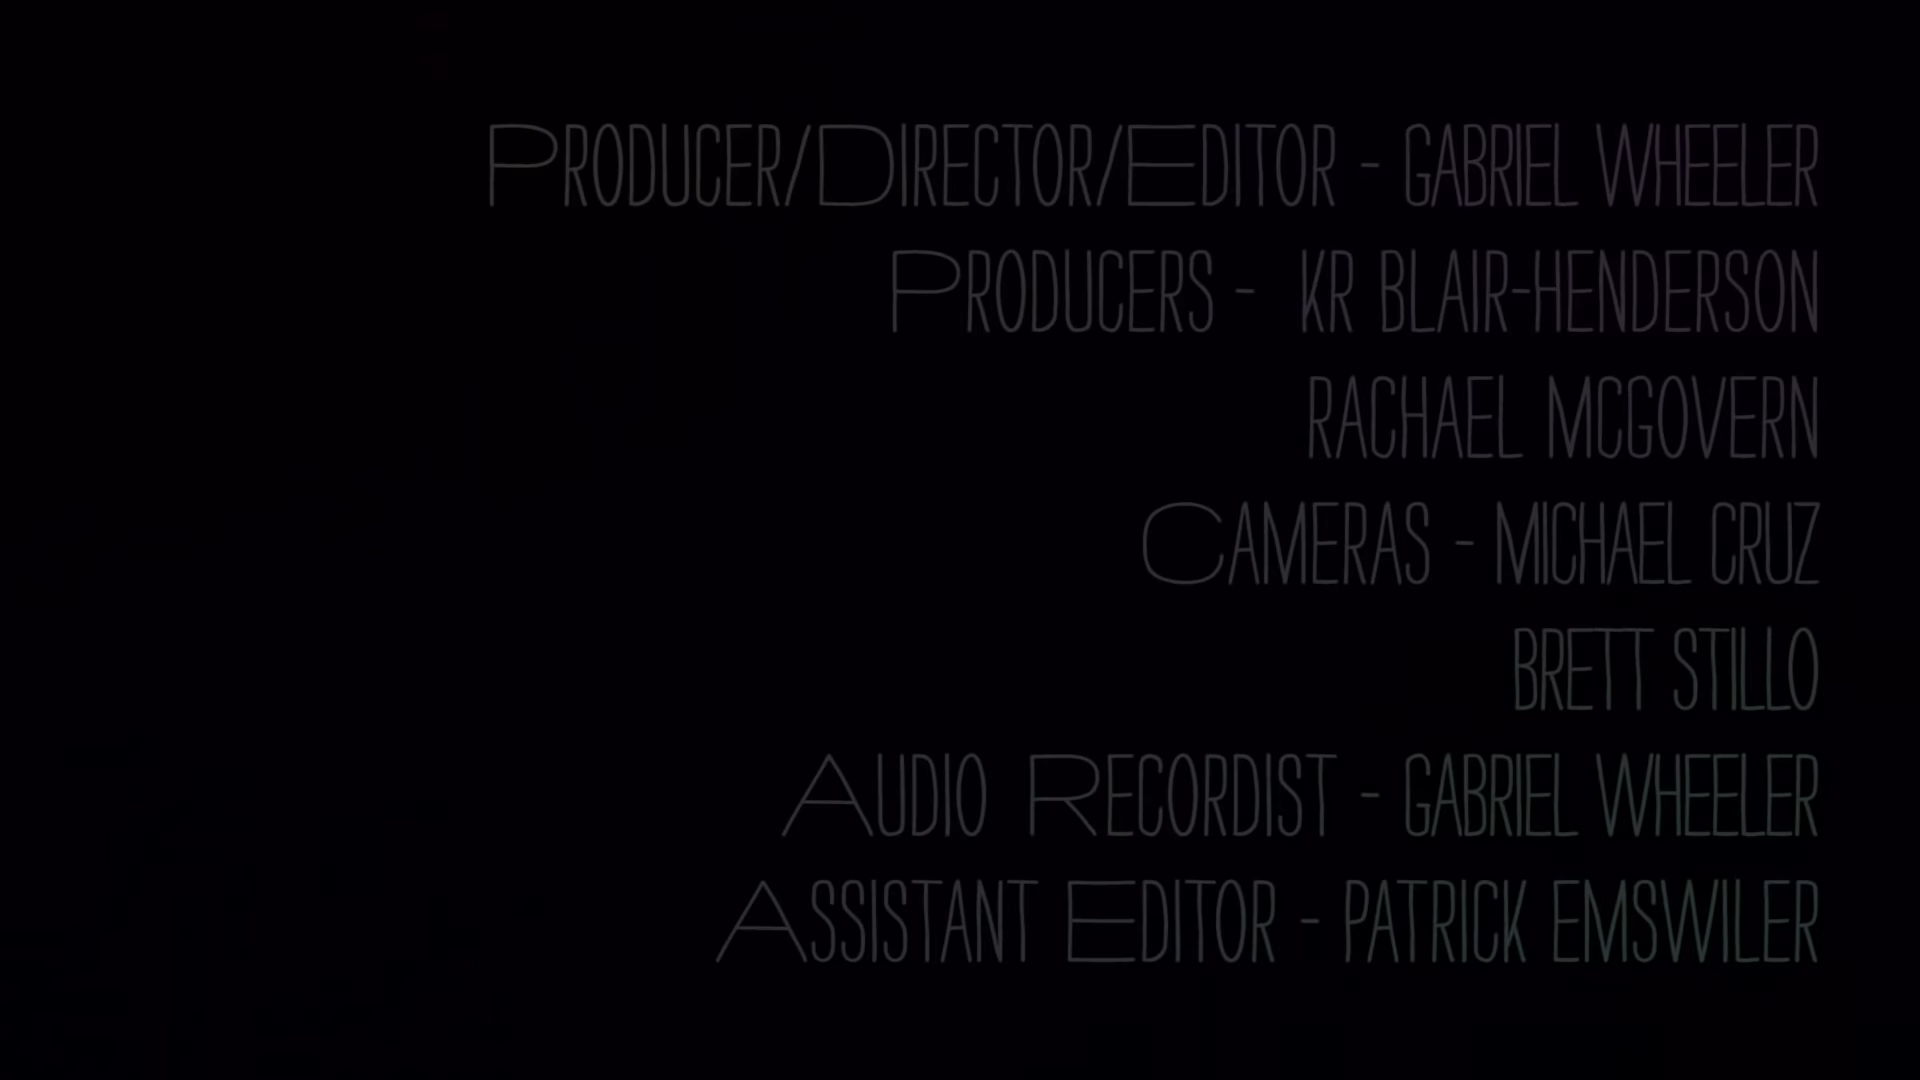 Producer/Director/Editor - Gabriel Wheeler
Producers - KR Blair-Henderson
Rachael McGovern
Cameras - Michael Cruz
Brett Stillo
Audio Recordist - Gabriel Wheeler
Assistant Editor - Patrick Emswiler